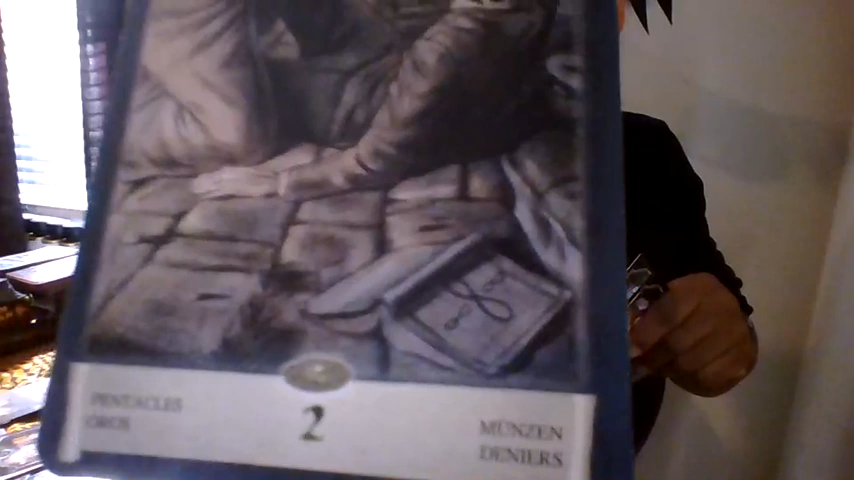 PENTACLES
OROS
2
MÜNZEN
DENIERS